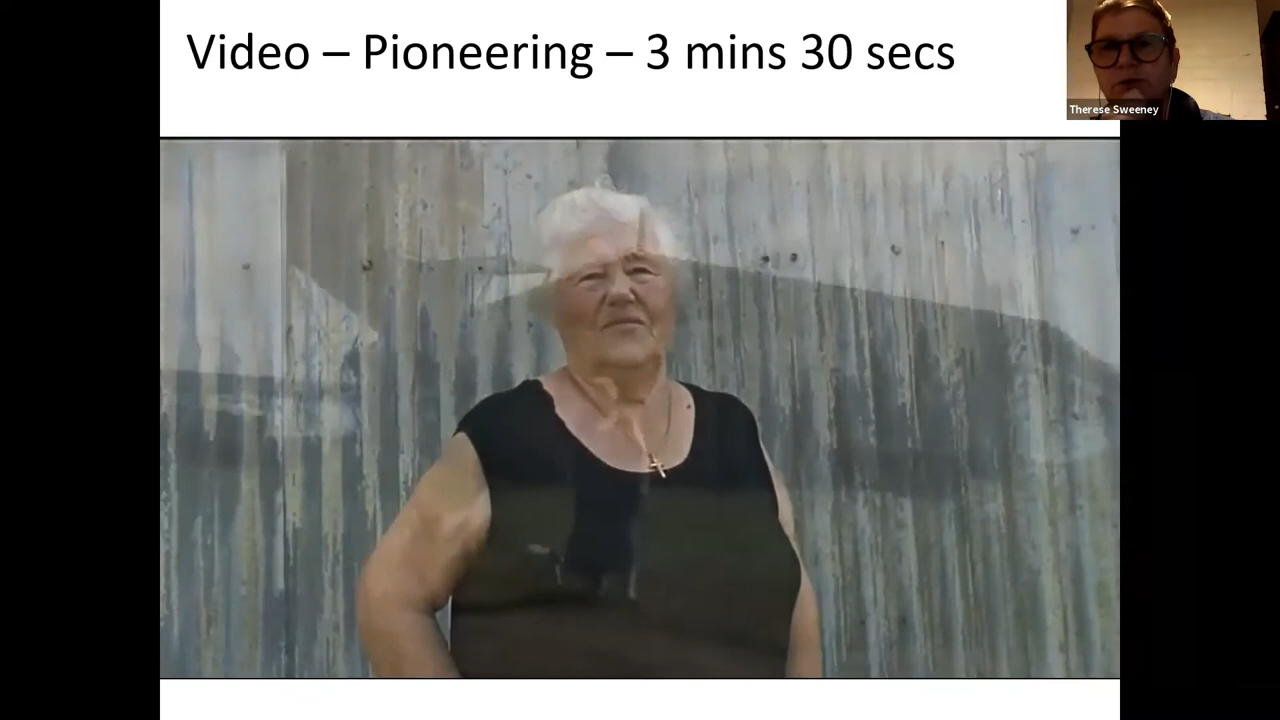 Video – Pioneering – 3 mins 30 secs
Therese Sweeney